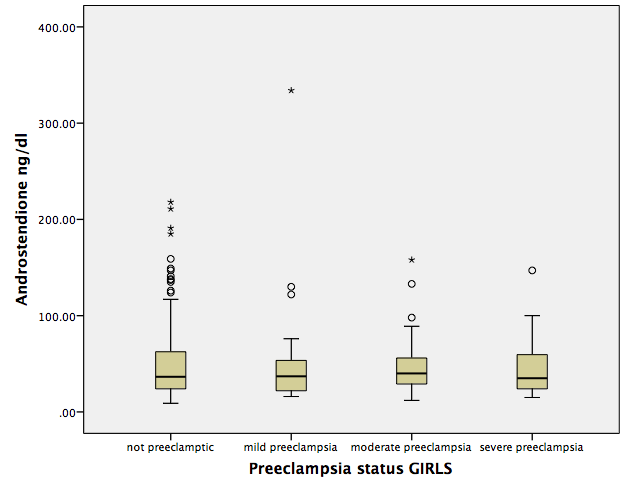 400.00
300.00
200.00
100.00
.00
Androstendione ng/dl
not preeclamptic
mild preeclampsia
moderate preeclampsia
severe preeclampsia
Preeclampsia status GIRLS